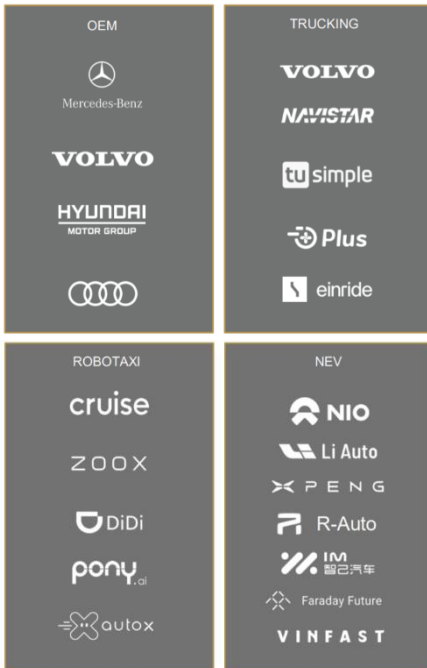 OEM
Mercedes-Benz
VOLVO
HYUNDAI
MOTOR GROUP
TRUCKING
VOLVO
NAVISTAR
tu simple
Plus
einride
ROBOTAXI
cruise
ZOOX
DiDi
pony.ai
autox
NEV
NIO
Li Auto
XPENG
R-Auto
IM
智己汽车
Faraday Future
VINFAST